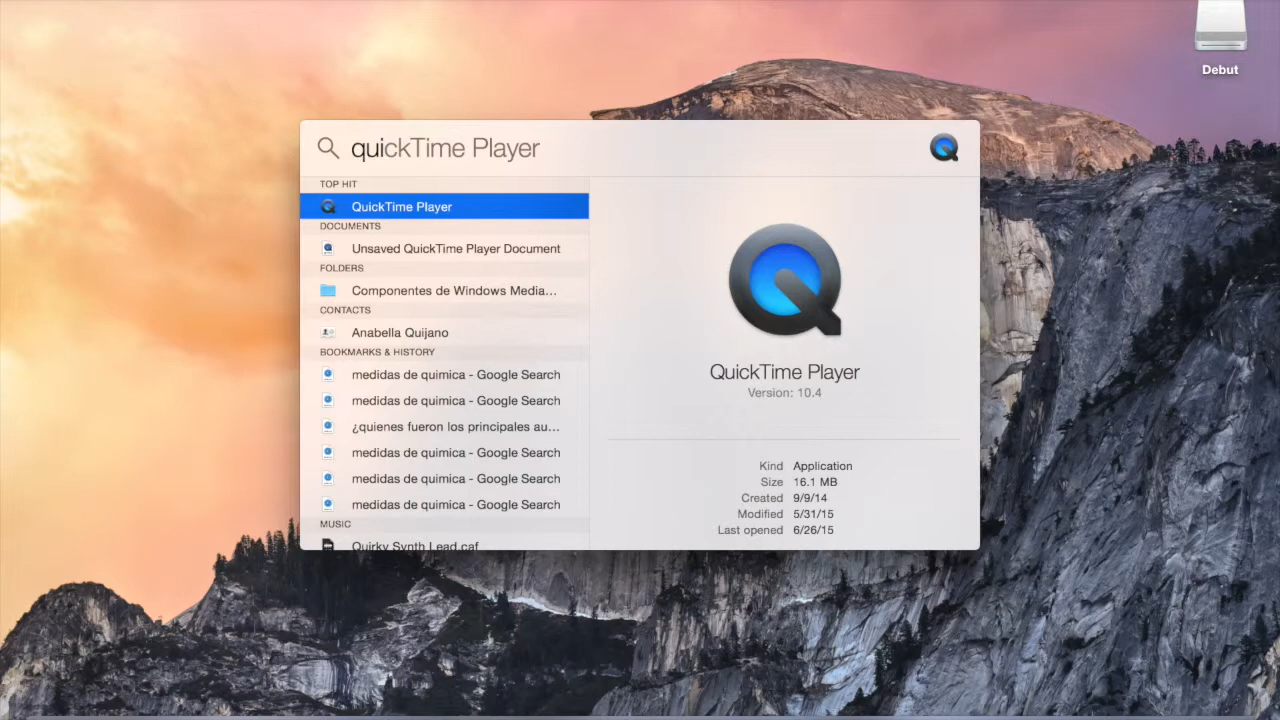 Debut
quickTime Player
TOP HIT
QuickTime Player
DOCUMENTS
Unsaved QuickTime Player Document
FOLDERS
Componentes de Windows Media...
CONTACTS
Anabella Quijano
BOOKMARKS & HISTORY
medidas de quimica - Google Search
medidas de quimica - Google Search
¿quienes fueron los principales au...
medidas de quimica - Google Search
medidas de quimica - Google Search
medidas de quimica - Google Search
MUSIC
Quirky Synth Lead.caf
QuickTime Player
Version: 10.4
Kind Application
Size 16.1 MB
Created 9/9/14
Modified 5/31/15
Last opened 6/26/15